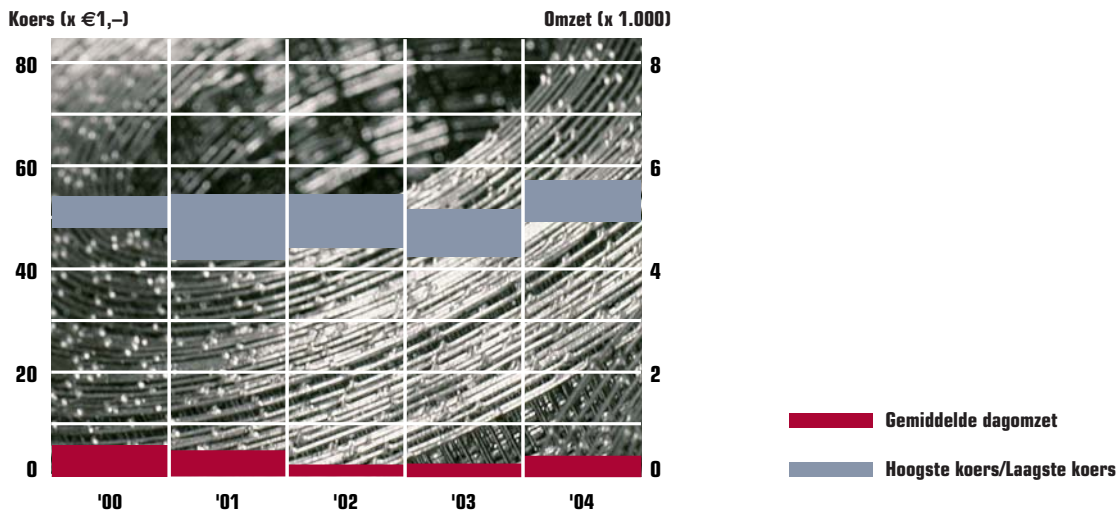 Koers (x €1,–) Omzet (x 1.000)
80 8
60 6
40 4
20 2
0 0
'00 '01 '02 '03 '04
Gemiddelde dagomzet
Hoogste koers/Laagste koers